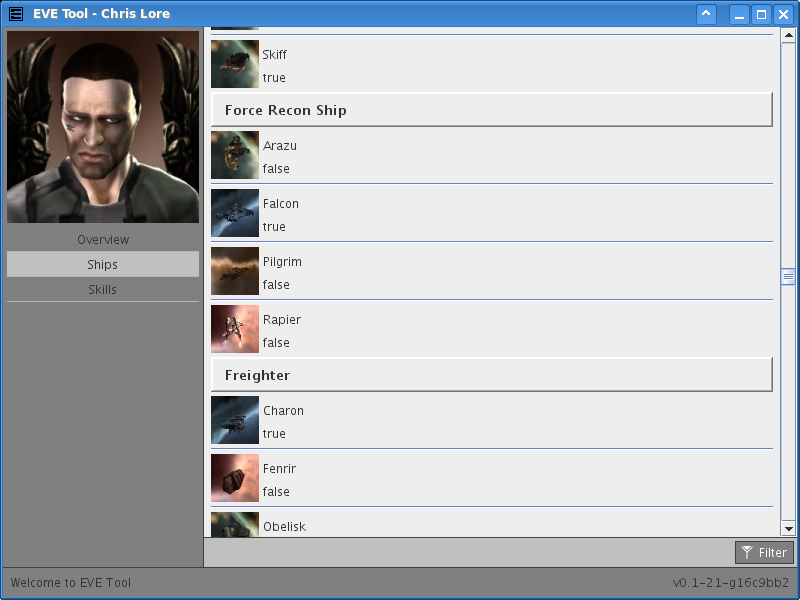 EVE Tool - Chris Lore
Overview
Ships
Skills
Skiff
true
Force Recon Ship
Arazu
false
Falcon
true
Pilgrim
false
Rapier
false
Freighter
Charon
true
Fenrir
false
Obelisk
Filter
Welcome to EVE Tool
v0.1-21-g16c9bb2